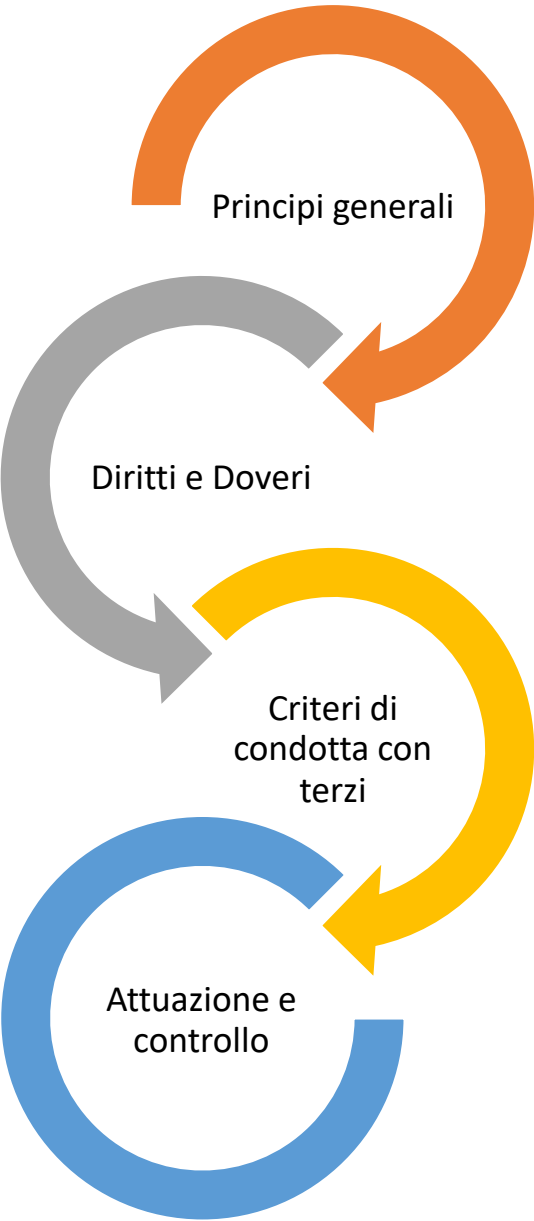 Principi generali
Diritti e Doveri
Criteri di
condotta con
terzi
Attuazione e
controllo